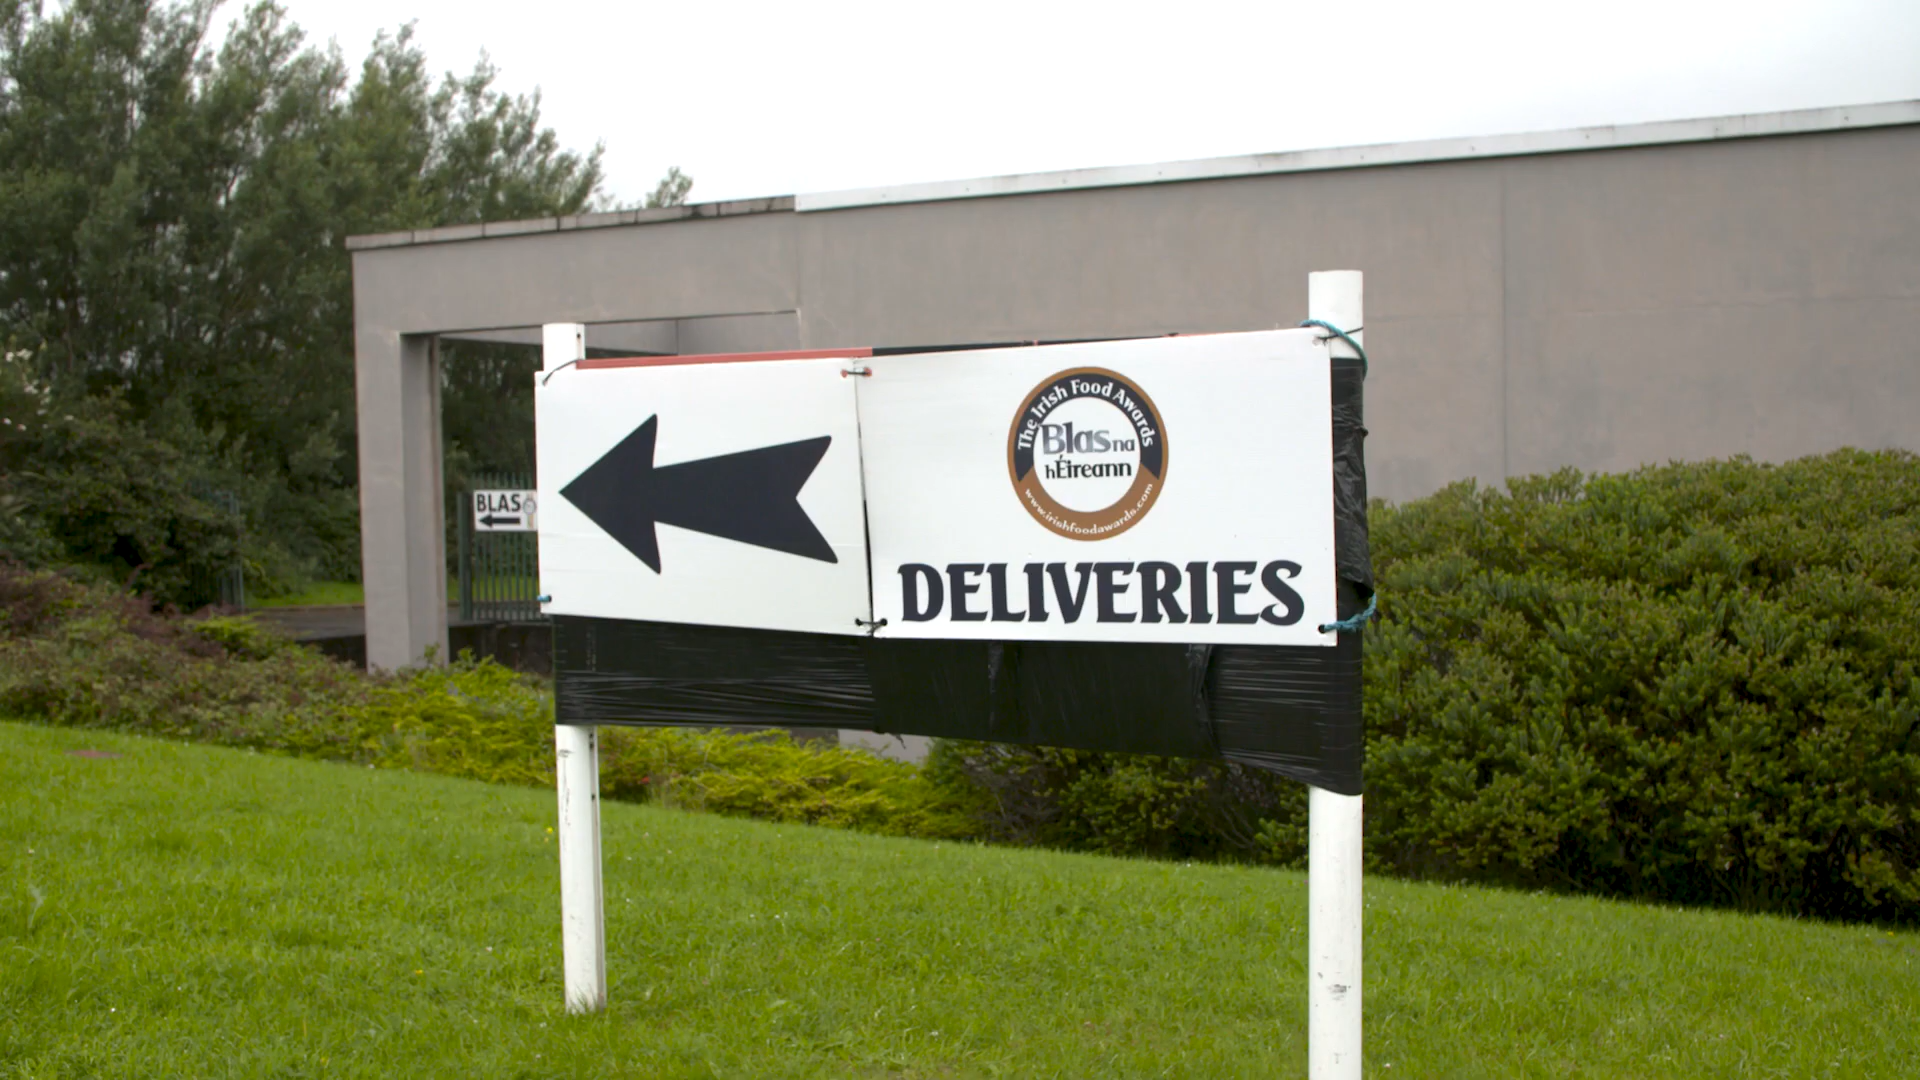 The Irish Food Awards
Blas na
hÉireann
www.irishfoodawards.com
DELIVERIES
BLAS